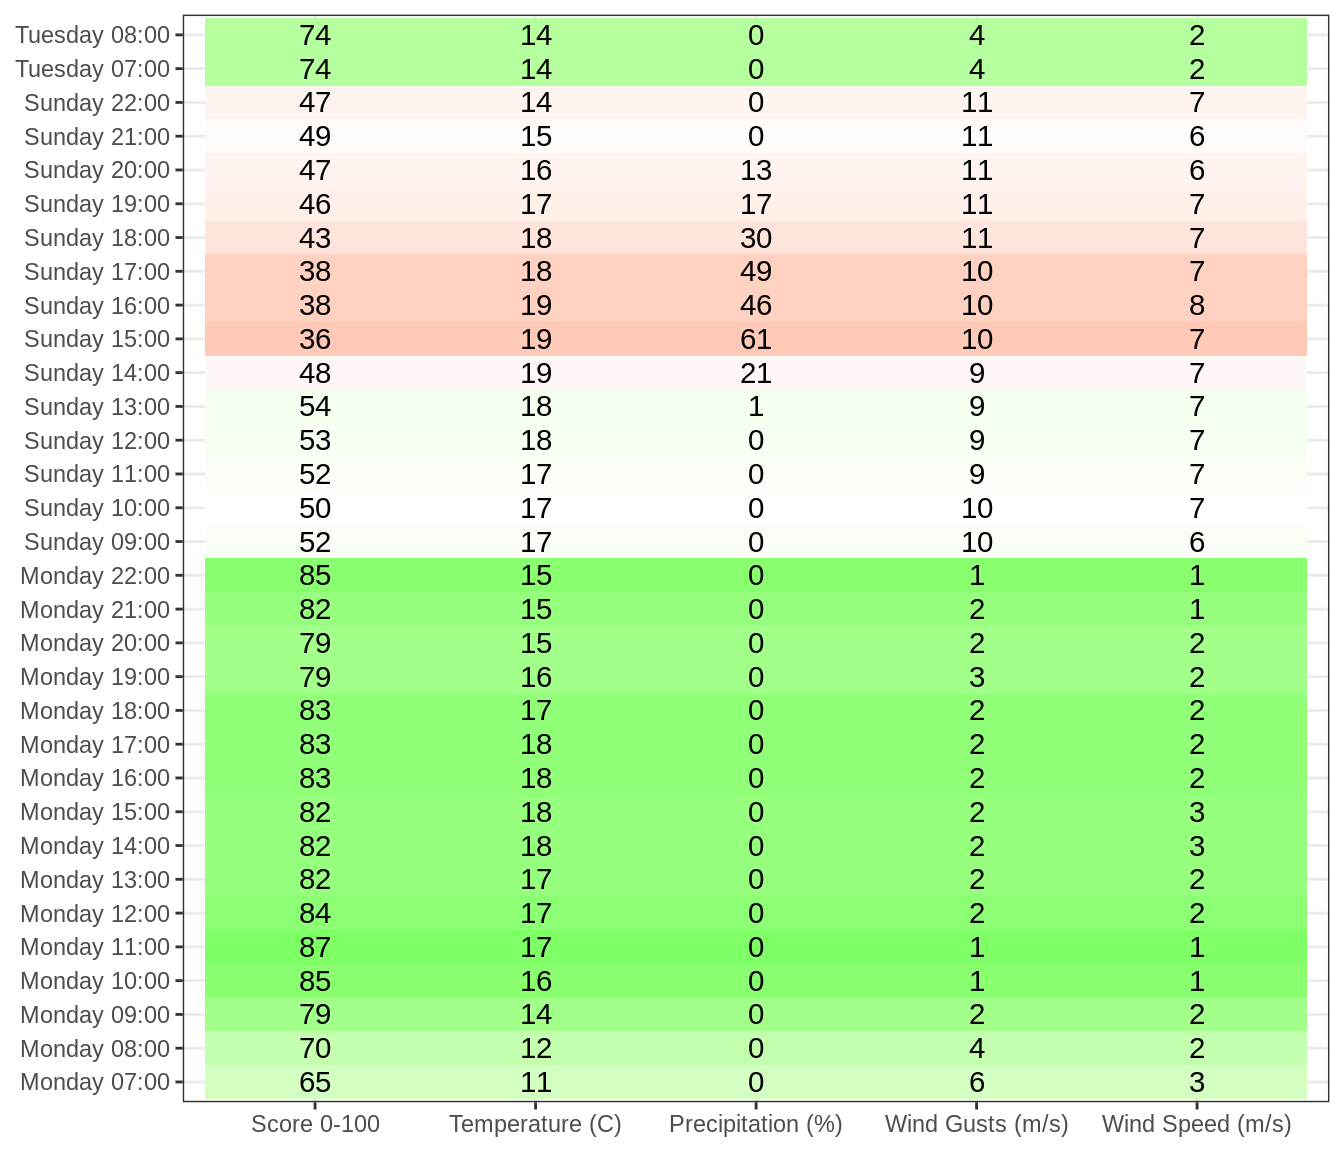 Tuesday 08:00 74 14 0 4 2
Tuesday 07:00 74 14 0 4 2
Sunday 22:00 47 14 0 11 7
Sunday 21:00 49 15 0 11 6
Sunday 20:00 47 16 13 11 6
Sunday 19:00 46 17 17 11 7
Sunday 18:00 43 18 30 11 7
Sunday 17:00 38 18 49 10 7
Sunday 16:00 38 19 46 10 8
Sunday 15:00 36 19 61 10 7
Sunday 14:00 48 19 21 9 7
Sunday 13:00 54 18 1 9 7
Sunday 12:00 53 18 0 9 7
Sunday 11:00 52 17 0 9 7
Sunday 10:00 50 17 0 10 7
Sunday 09:00 52 17 0 10 6
Monday 22:00 85 15 0 1 1
Monday 21:00 82 15 0 2 1
Monday 20:00 79 15 0 2 2
Monday 19:00 79 16 0 3 2
Monday 18:00 83 17 0 2 2
Monday 17:00 83 18 0 2 2
Monday 16:00 83 18 0 2 2
Monday 15:00 82 18 0 2 3
Monday 14:00 82 18 0 2 3
Monday 13:00 82 17 0 2 2
Monday 12:00 84 17 0 2 2
Monday 11:00 87 17 0 1 1
Monday 10:00 85 16 0 1 1
Monday 09:00 79 14 0 2 2
Monday 08:00 70 12 0 4 2
Monday 07:00 65 11 0 6 3
Score 0-100 Temperature (C) Precipitation (%) Wind Gusts (m/s) Wind Speed (m/s)